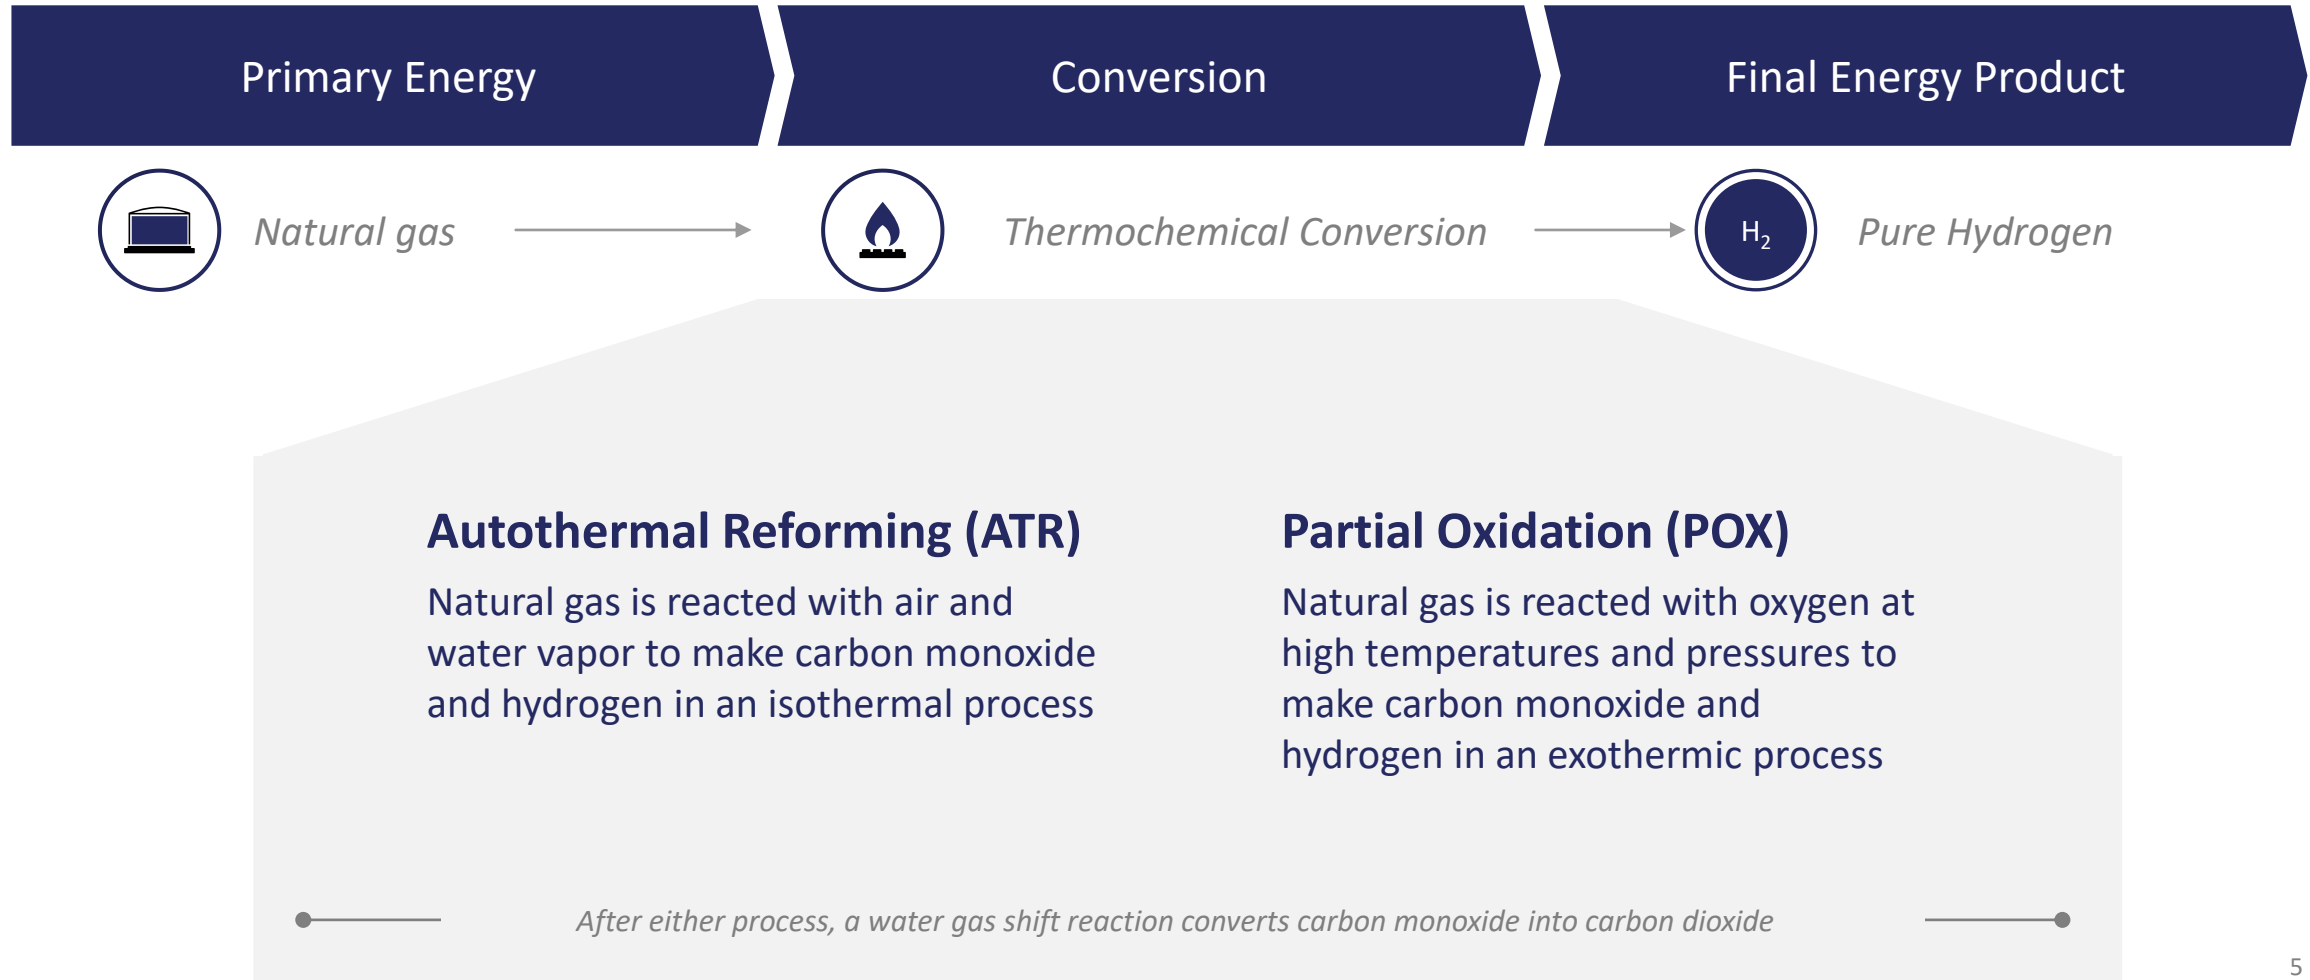 Primary Energy
Conversion
Final Energy Product
Natural gas
Thermochemical Conversion
H₂
Pure Hydrogen
Autothermal Reforming (ATR)
Natural gas is reacted with air and
water vapor to make carbon monoxide
and hydrogen in an isothermal process
Partial Oxidation (POX)
Natural gas is reacted with oxygen at
high temperatures and pressures to
make carbon monoxide and
hydrogen in an exothermic process
After either process, a water gas shift reaction converts carbon monoxide into carbon dioxide
5